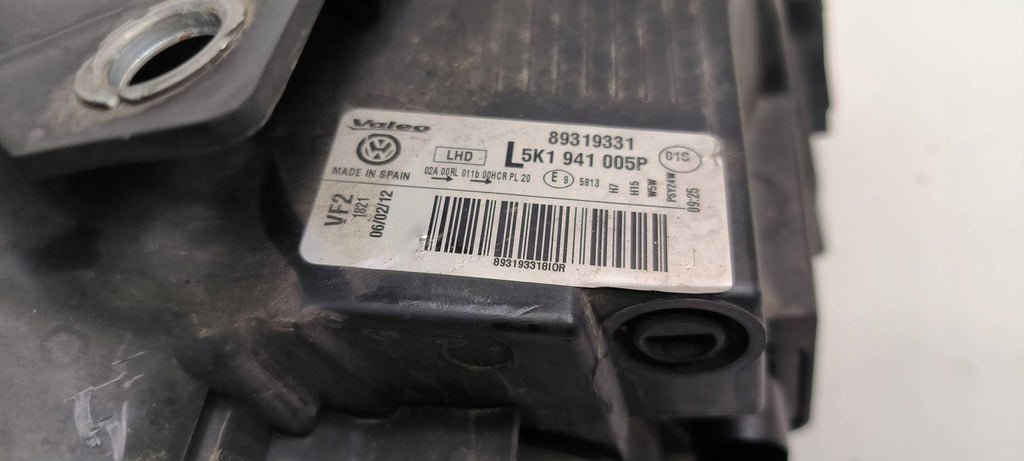 Valeo
89319331
LHD
L5K1 941 005P
01S
MADE IN SPAIN
02A 00RL 011b 00HCR PL 20
E 9 5813
H7
H15
W5W
PSY24W
09:25
VF2
1821
06/02/12
89319331810R